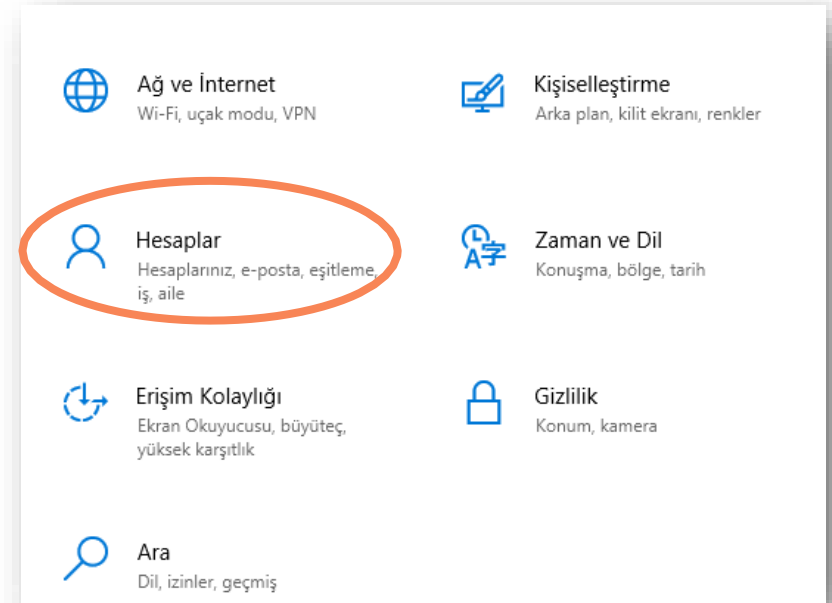 Ağ ve İnternet
Wi-Fi, uçak modu, VPN
Kişiselleştirme
Arka plan, kilit ekranı, renkler
Hesaplar
Hesaplarınız, e-posta, eşitleme,
iş, aile
Zaman ve Dil
Konuşma, bölge, tarih
Erişim Kolaylığı
Ekran Okuyucusu, büyüteç,
yüksek karşıtlık
Gizlilik
Konum, kamera
Ara
Dil, izinler, geçmiş